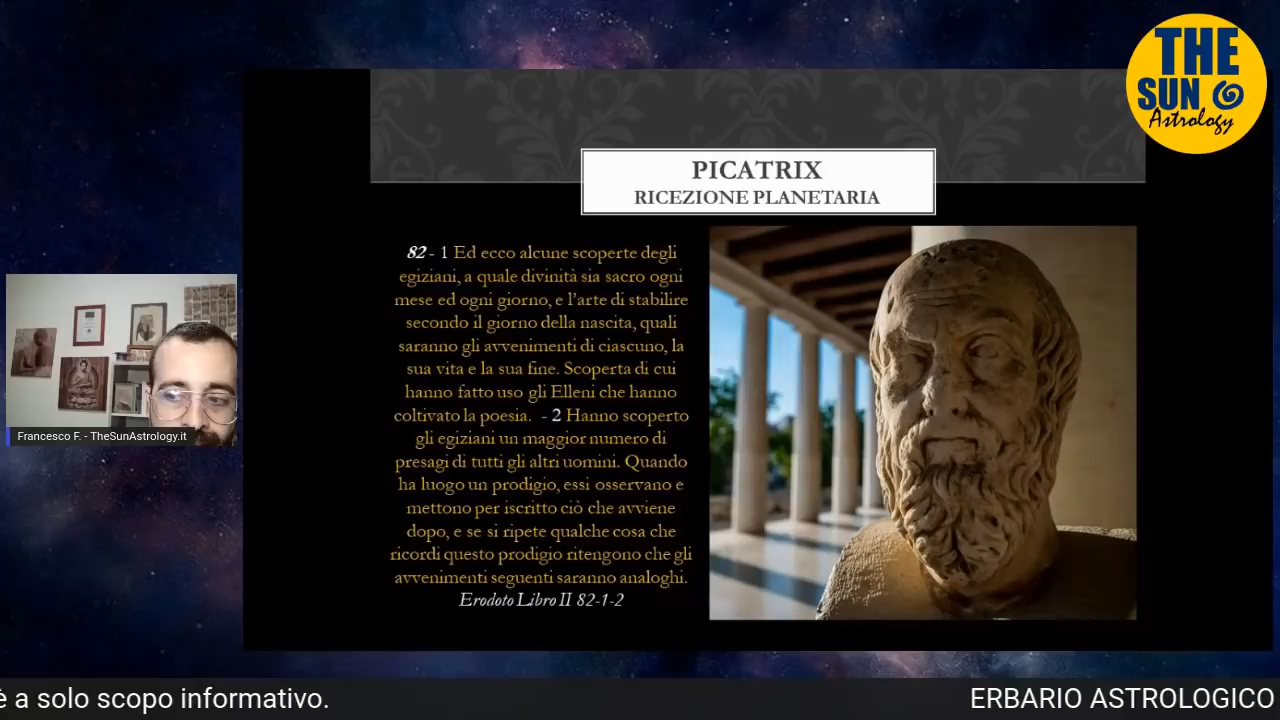 THE
SUN
Astrology
PICATRIX
RICEZIONE PLANETARIA
82 - 1 Ed ecco alcune scoperte degli
egiziani, a quale divinità sia sacro ogni
mese ed ogni giorno, e l'arte di stabilire
secondo il giorno della nascita, quali
saranno gli avvenimenti di ciascuno, la
sua vita e la sua fine. Scoperta di cui
hanno fatto uso gli Elleni che hanno
coltivato la poesia. - 2 Hanno scoperto
gli egiziani un maggior numero di
presagi di tutti gli altri uomini. Quando
ha luogo un prodigio, essi osservano e
mettono per iscritto ciò che avviene
dopo, e se si ripete qualche cosa che
ricordi questo prodigio ritengono che gli
avvenimenti seguenti saranno analoghi.
Erodoto Libro II 82-1-2
Francesco F. - TheSunAstrology.it
è a solo scopo informativo.
ERBARIO ASTROLOGICO